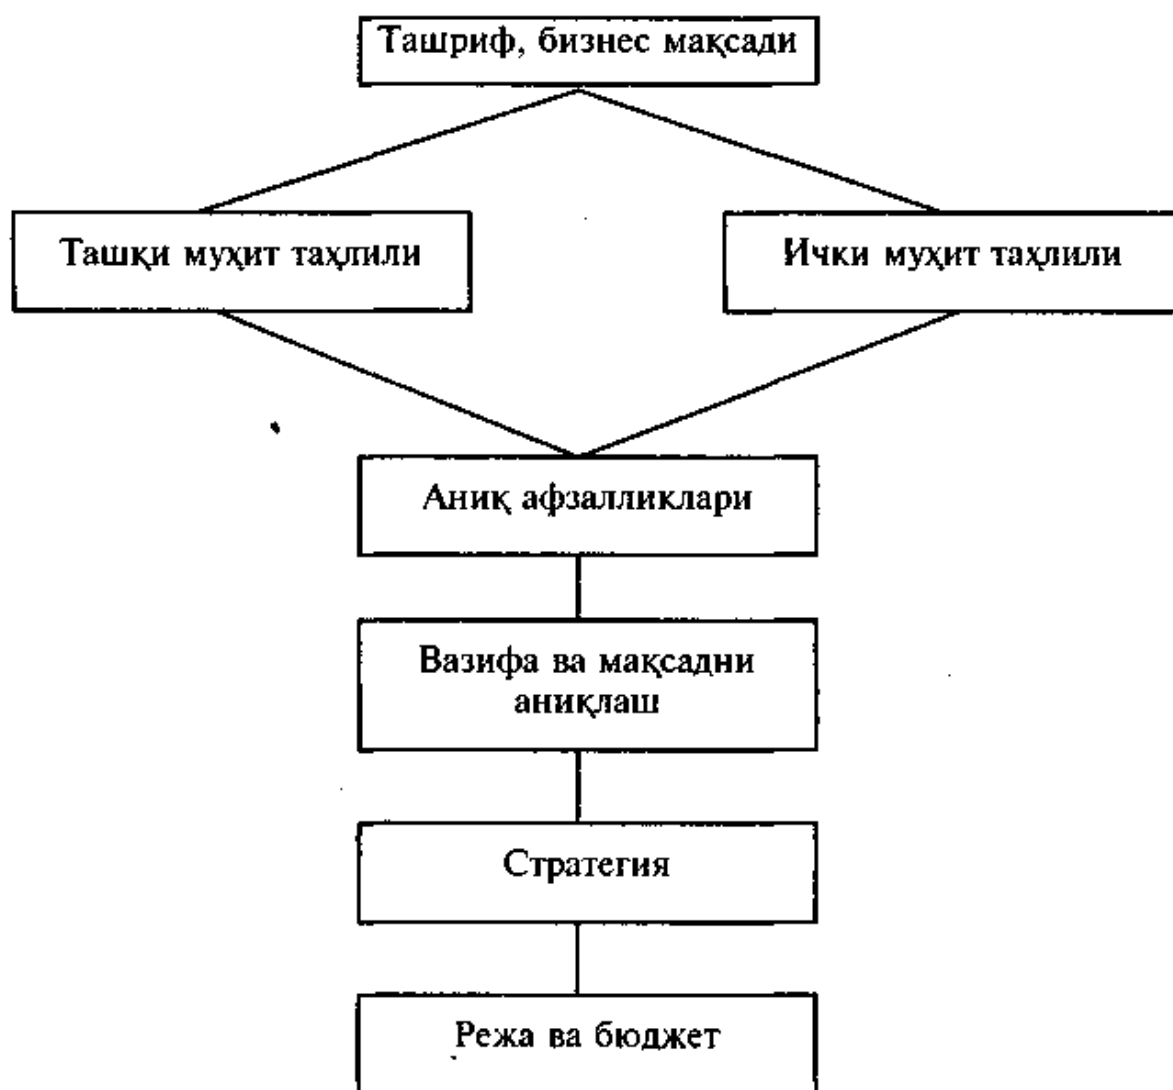 Ташриф, бизнес мақсади
Ташқи муҳит таҳлили
Ички муҳит таҳлили
Аниқ афзалликлари
Вазифа ва мақсадни
аниқлаш
Стратегия
Режа ва бюджет